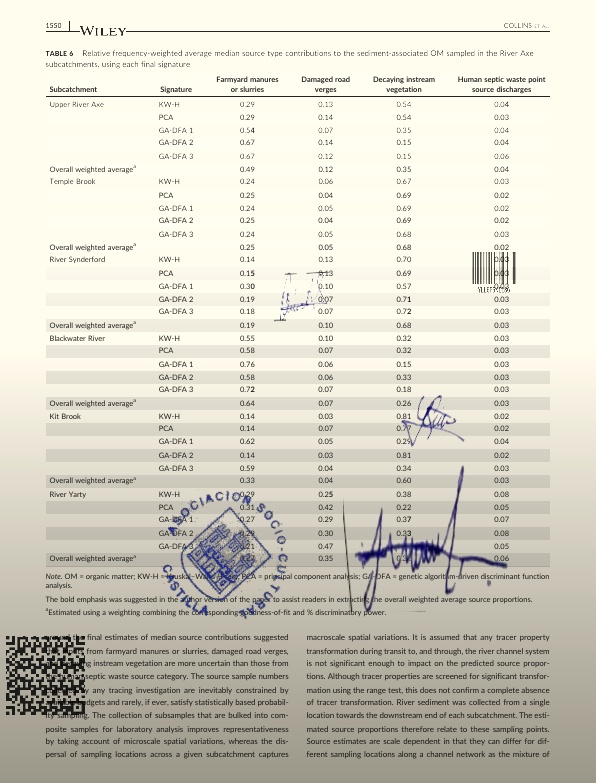 1550 WILEY COLLINS ET AL.
TABLE 6 Relative frequency-weighted average median source type contributions to the sediment-associated OM sampled in the River Axe
subcatchments, using each final signature
Subcatchment Signature Farmyard manures or slurries Damaged road verges Decaying instream vegetation Human septic waste point source discharges
Upper River Axe KW-H 0.29 0.13 0.54 0.04
PCA 0.29 0.14 0.54 0.03
GA-DFA 1 0.54 0.07 0.35 0.04
GA-DFA 2 0.67 0.14 0.15 0.04
GA-DFA 3 0.67 0.12 0.15 0.06
Overall weighted averageᵃ 0.49 0.12 0.35 0.04
Temple Brook KW-H 0.24 0.06 0.67 0.03
PCA 0.25 0.04 0.69 0.02
GA-DFA 1 0.24 0.05 0.69 0.02
GA-DFA 2 0.25 0.04 0.69 0.02
GA-DFA 3 0.24 0.05 0.68 0.03
Overall weighted averageᵃ 0.25 0.05 0.68 0.02
River Synderford KW-H 0.14 0.13 0.70 0.03
PCA 0.15 0.13 0.69 0.03
GA-DFA 1 0.30 0.10 0.57
GA-DFA 2 0.19 0.07 0.71 0.03
GA-DFA 3 0.18 0.07 0.72 0.03
Overall weighted averageᵃ 0.19 0.10 0.68 0.03
Blackwater River KW-H 0.55 0.10 0.32 0.03
PCA 0.58 0.07 0.32 0.03
GA-DFA 1 0.76 0.06 0.15 0.03
GA-DFA 2 0.58 0.06 0.33 0.03
GA-DFA 3 0.72 0.07 0.18 0.03
Overall weighted averageᵃ 0.64 0.07 0.26 0.03
Kit Brook KW-H 0.14 0.03 0.81 0.02
PCA 0.14 0.07 0.77 0.02
GA-DFA 1 0.62 0.05 0.29 0.04
GA-DFA 2 0.14 0.03 0.81 0.02
GA-DFA 3 0.59 0.04 0.34 0.03
Overall weighted averageᵃ 0.33 0.04 0.60 0.03
River Yarty KW-H 0.29 0.25 0.38 0.08
PCA 0.31 0.42 0.22 0.05
GA-DFA 1 0.27 0.29 0.37 0.07
GA-DFA 2 0.29 0.30 0.33 0.08
GA-DFA 3 0.21 0.47 0.05
Overall weighted averageᵃ 0.35 0.06
ASOCIACION SOCIO-CULTURAL CASTILLA
Note. OM = organic matter; KW-H = Kruskal–Wallis H test; PCA = principal component analysis; GA-DFA = genetic algorithm-driven discriminant function
analysis.
The bold emphasis was suggested in the author version of the paper to assist readers in extracting the overall weighted average source proportions.
ᵃEstimated using a weighting combining the corresponding goodness-of-fit and % discriminatory power.
the final estimates of median source contributions suggested
from farmyard manures or slurries, damaged road verges,
instream vegetation are more uncertain than those from
septic waste source category. The source sample numbers
by any tracing investigation are inevitably constrained by
budgets and rarely, if ever, satisfy statistically based probabil-
ity sampling. The collection of subsamples that are bulked into com-
posite samples for laboratory analysis improves representativeness
by taking account of microscale spatial variations, whereas the dis-
persal of sampling locations across a given subcatchment captures
macroscale spatial variations. It is assumed that any tracer property
transformation during transit to, and through, the river channel system
is not significant enough to impact on the predicted source propor-
tions. Although tracer properties are screened for significant transfor-
mation using the range test, this does not confirm a complete absence
of tracer transformation. River sediment was collected from a single
location towards the downstream end of each subcatchment. The esti-
mated source proportions therefore relate to these sampling points.
Source estimates are scale dependent in that they can differ for dif-
ferent sampling locations along a channel network as the mixture of